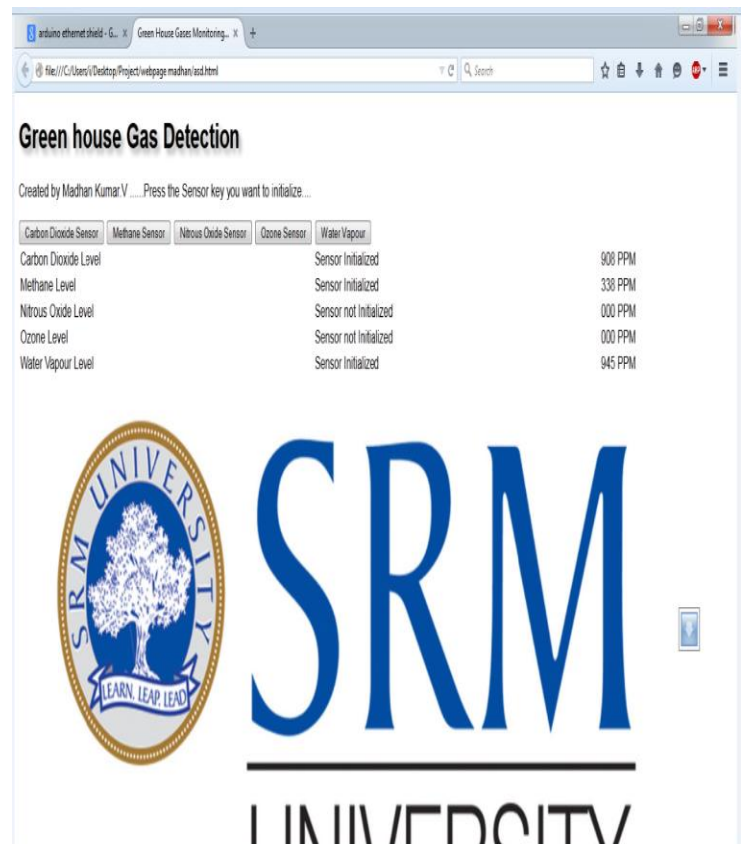 arduino ethernet shield - G... × Green House Gases Monitoring... × +
file:///C:/Users/i/Desktop/Project/webpage madhan/asd.html Search
Green house Gas Detection
Created by Madhan Kumar.V ......Press the Sensor key you want to initialize....
Carbon Dioxide Sensor Methane Sensor Nitrous Oxide Sensor Ozone Sensor Water Vapour
Carbon Dioxide Level Sensor Initialized 908 PPM
Methane Level Sensor Initialized 338 PPM
Nitrous Oxide Level Sensor not Initialized 000 PPM
Ozone Level Sensor not Initialized 000 PPM
Water Vapour Level Sensor Initialized 945 PPM
SRM UNIVERSITY
LEARN, LEAP, LEAD
SRM
UNIVERSITY